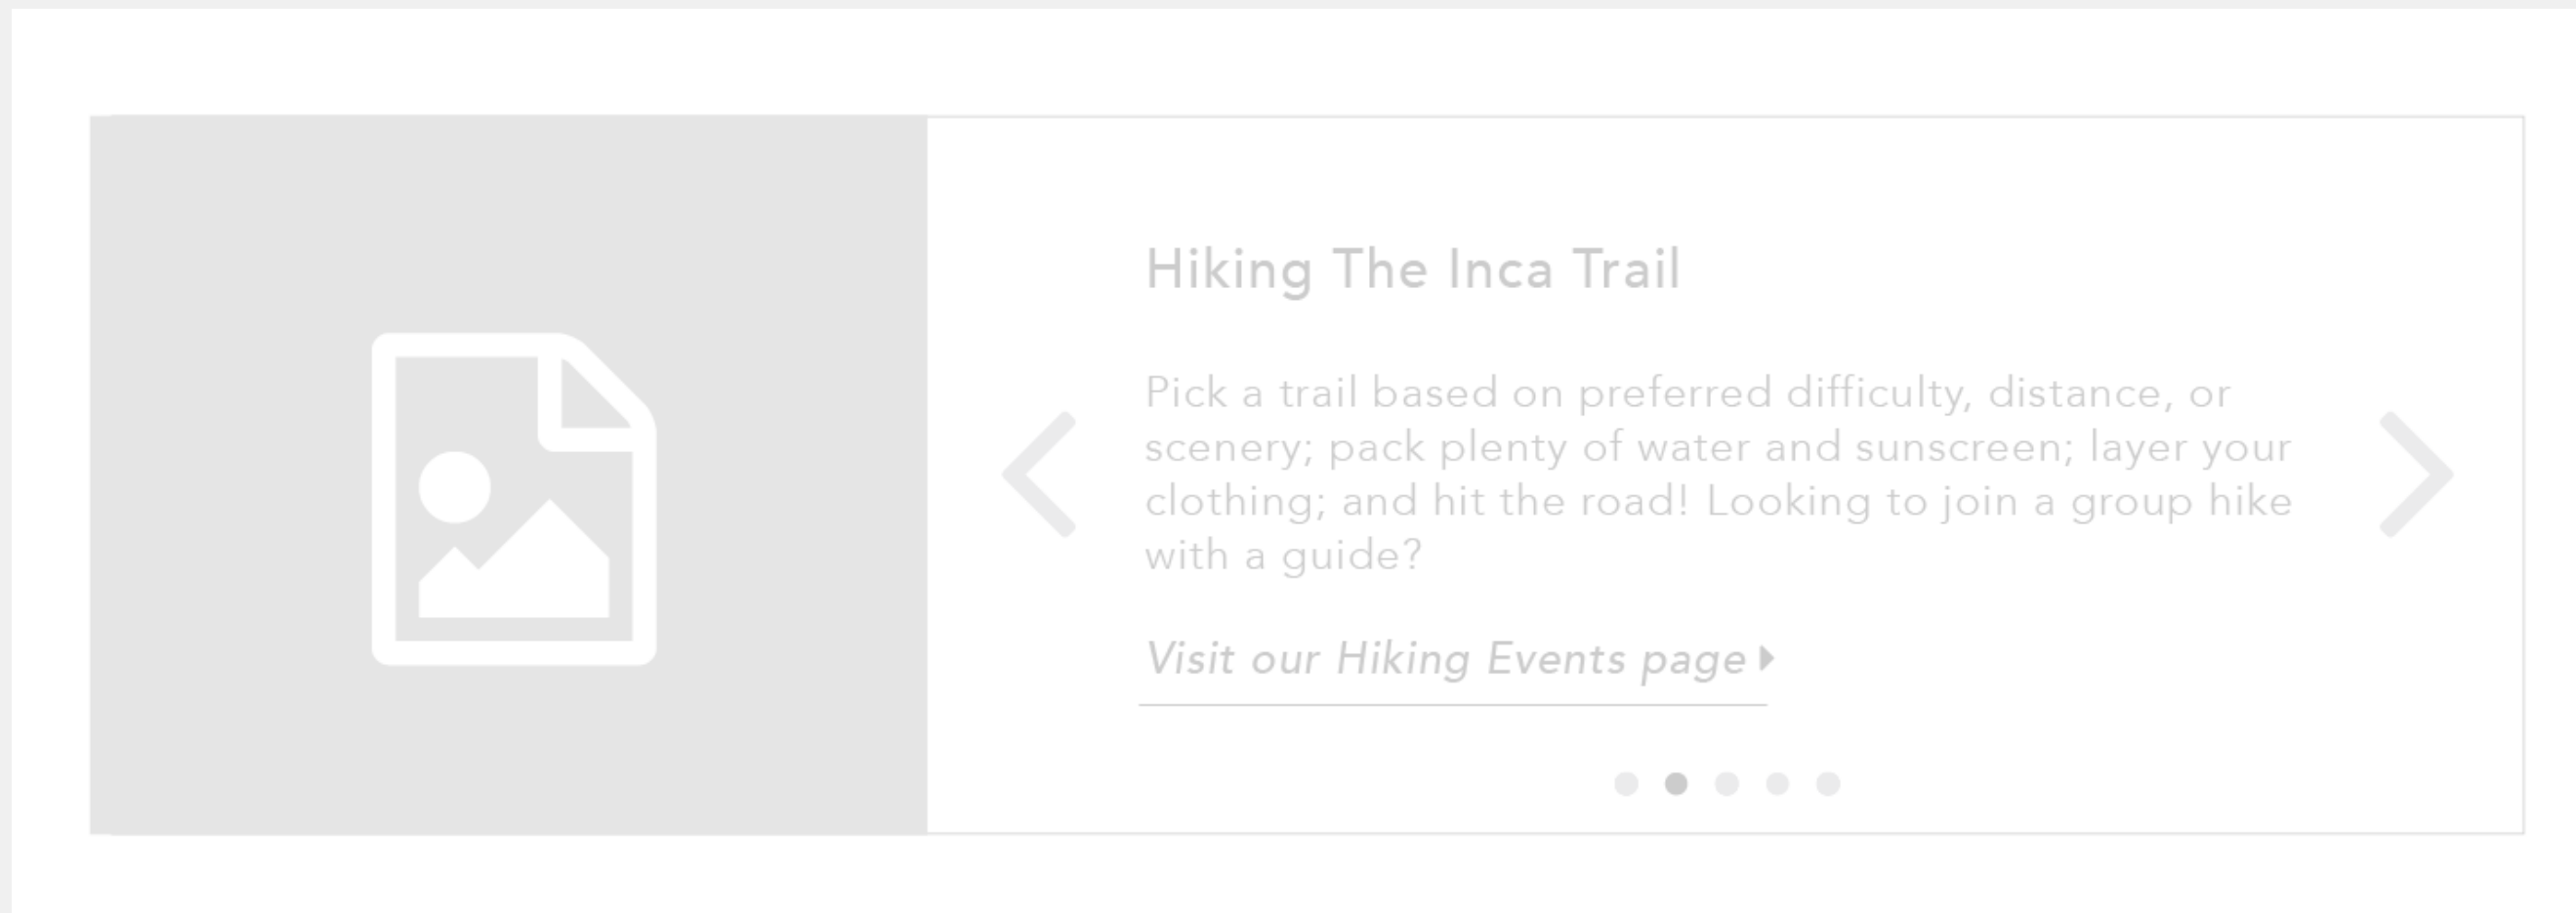 Hiking The Inca Trail
Pick a trail based on preferred difficulty, distance, or
scenery; pack plenty of water and sunscreen; layer your
clothing; and hit the road! Looking to join a group hike
with a guide?
Visit our Hiking Events page